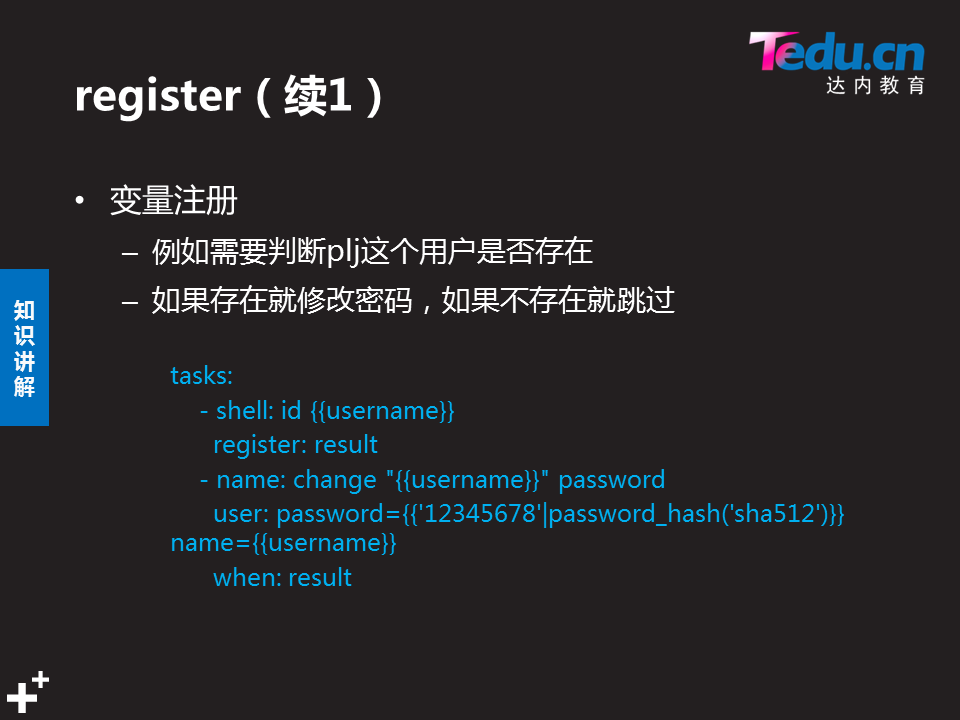 Tedu.cn
达内教育
register（续1）
• 变量注册
– 例如需要判断plj这个用户是否存在
– 如果存在就修改密码，如果不存在就跳过
知识讲解
tasks:
- shell: id {{username}}
register: result
- name: change "{{username}}" password
user: password={{'12345678'|password_hash('sha512')}}
name={{username}}
when: result